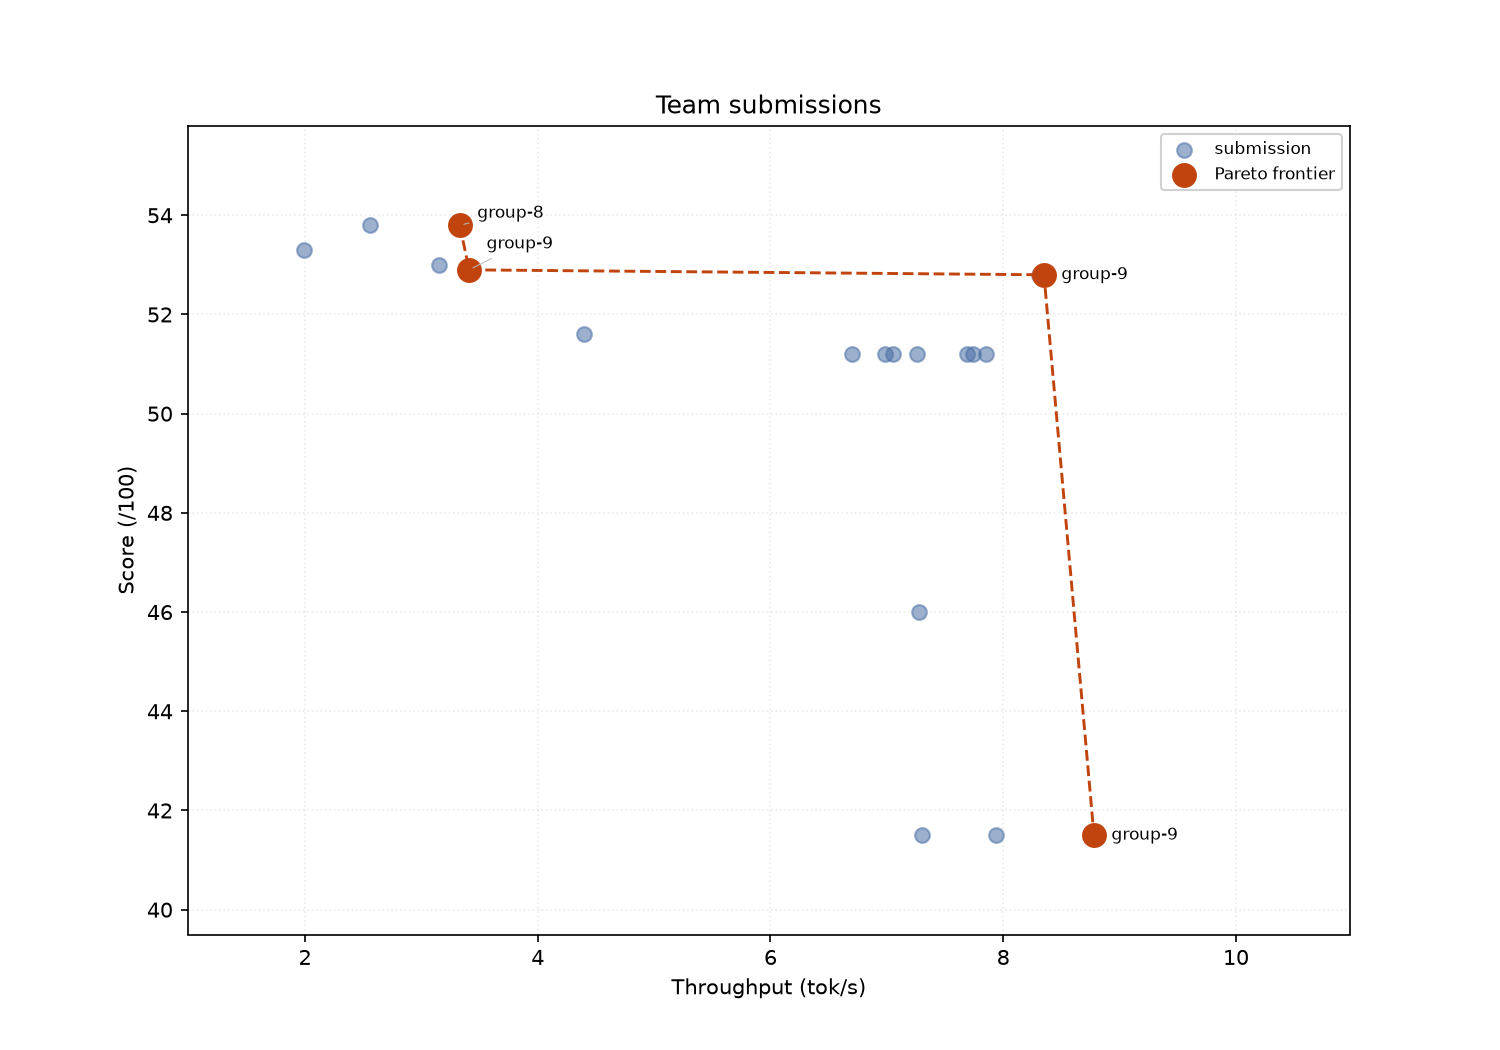 Team submissions
submission
Pareto frontier
group-8
group-9
group-9
group-9
54
52
50
48
46
44
42
40
Score (/100)
2
4
6
8
10
Throughput (tok/s)